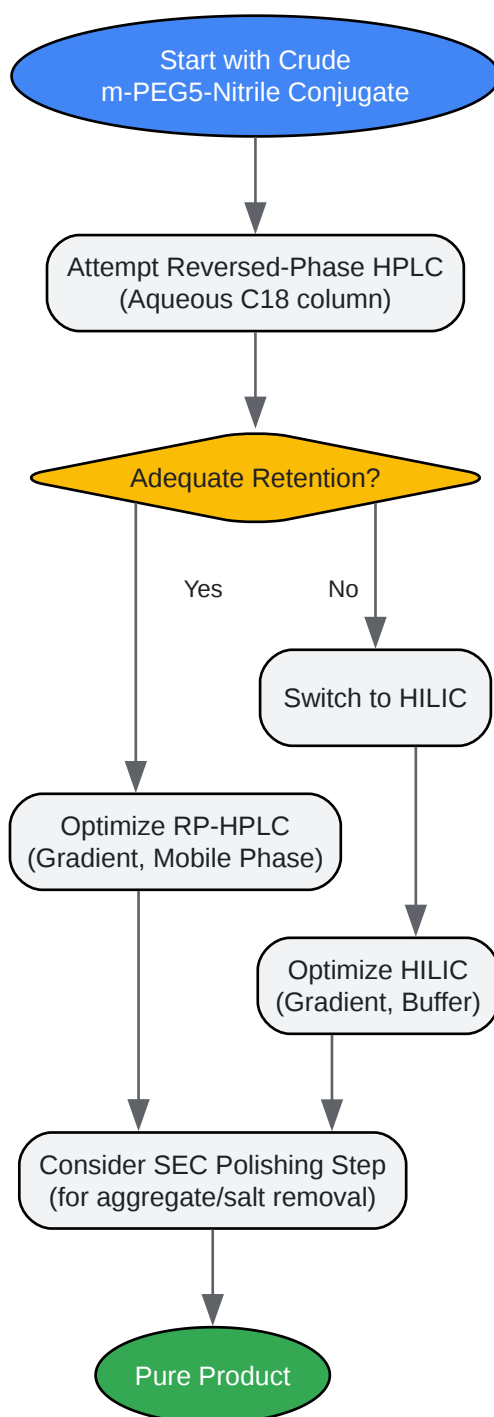 Start with Crude
m-PEG5-Nitrile Conjugate
Attempt Reversed-Phase HPLC
(Aqueous C18 column)
Adequate Retention?
Yes
No
Switch to HILIC
Optimize RP-HPLC
(Gradient, Mobile Phase)
Optimize HILIC
(Gradient, Buffer)
Consider SEC Polishing Step
(for aggregate/salt removal)
Pure Product